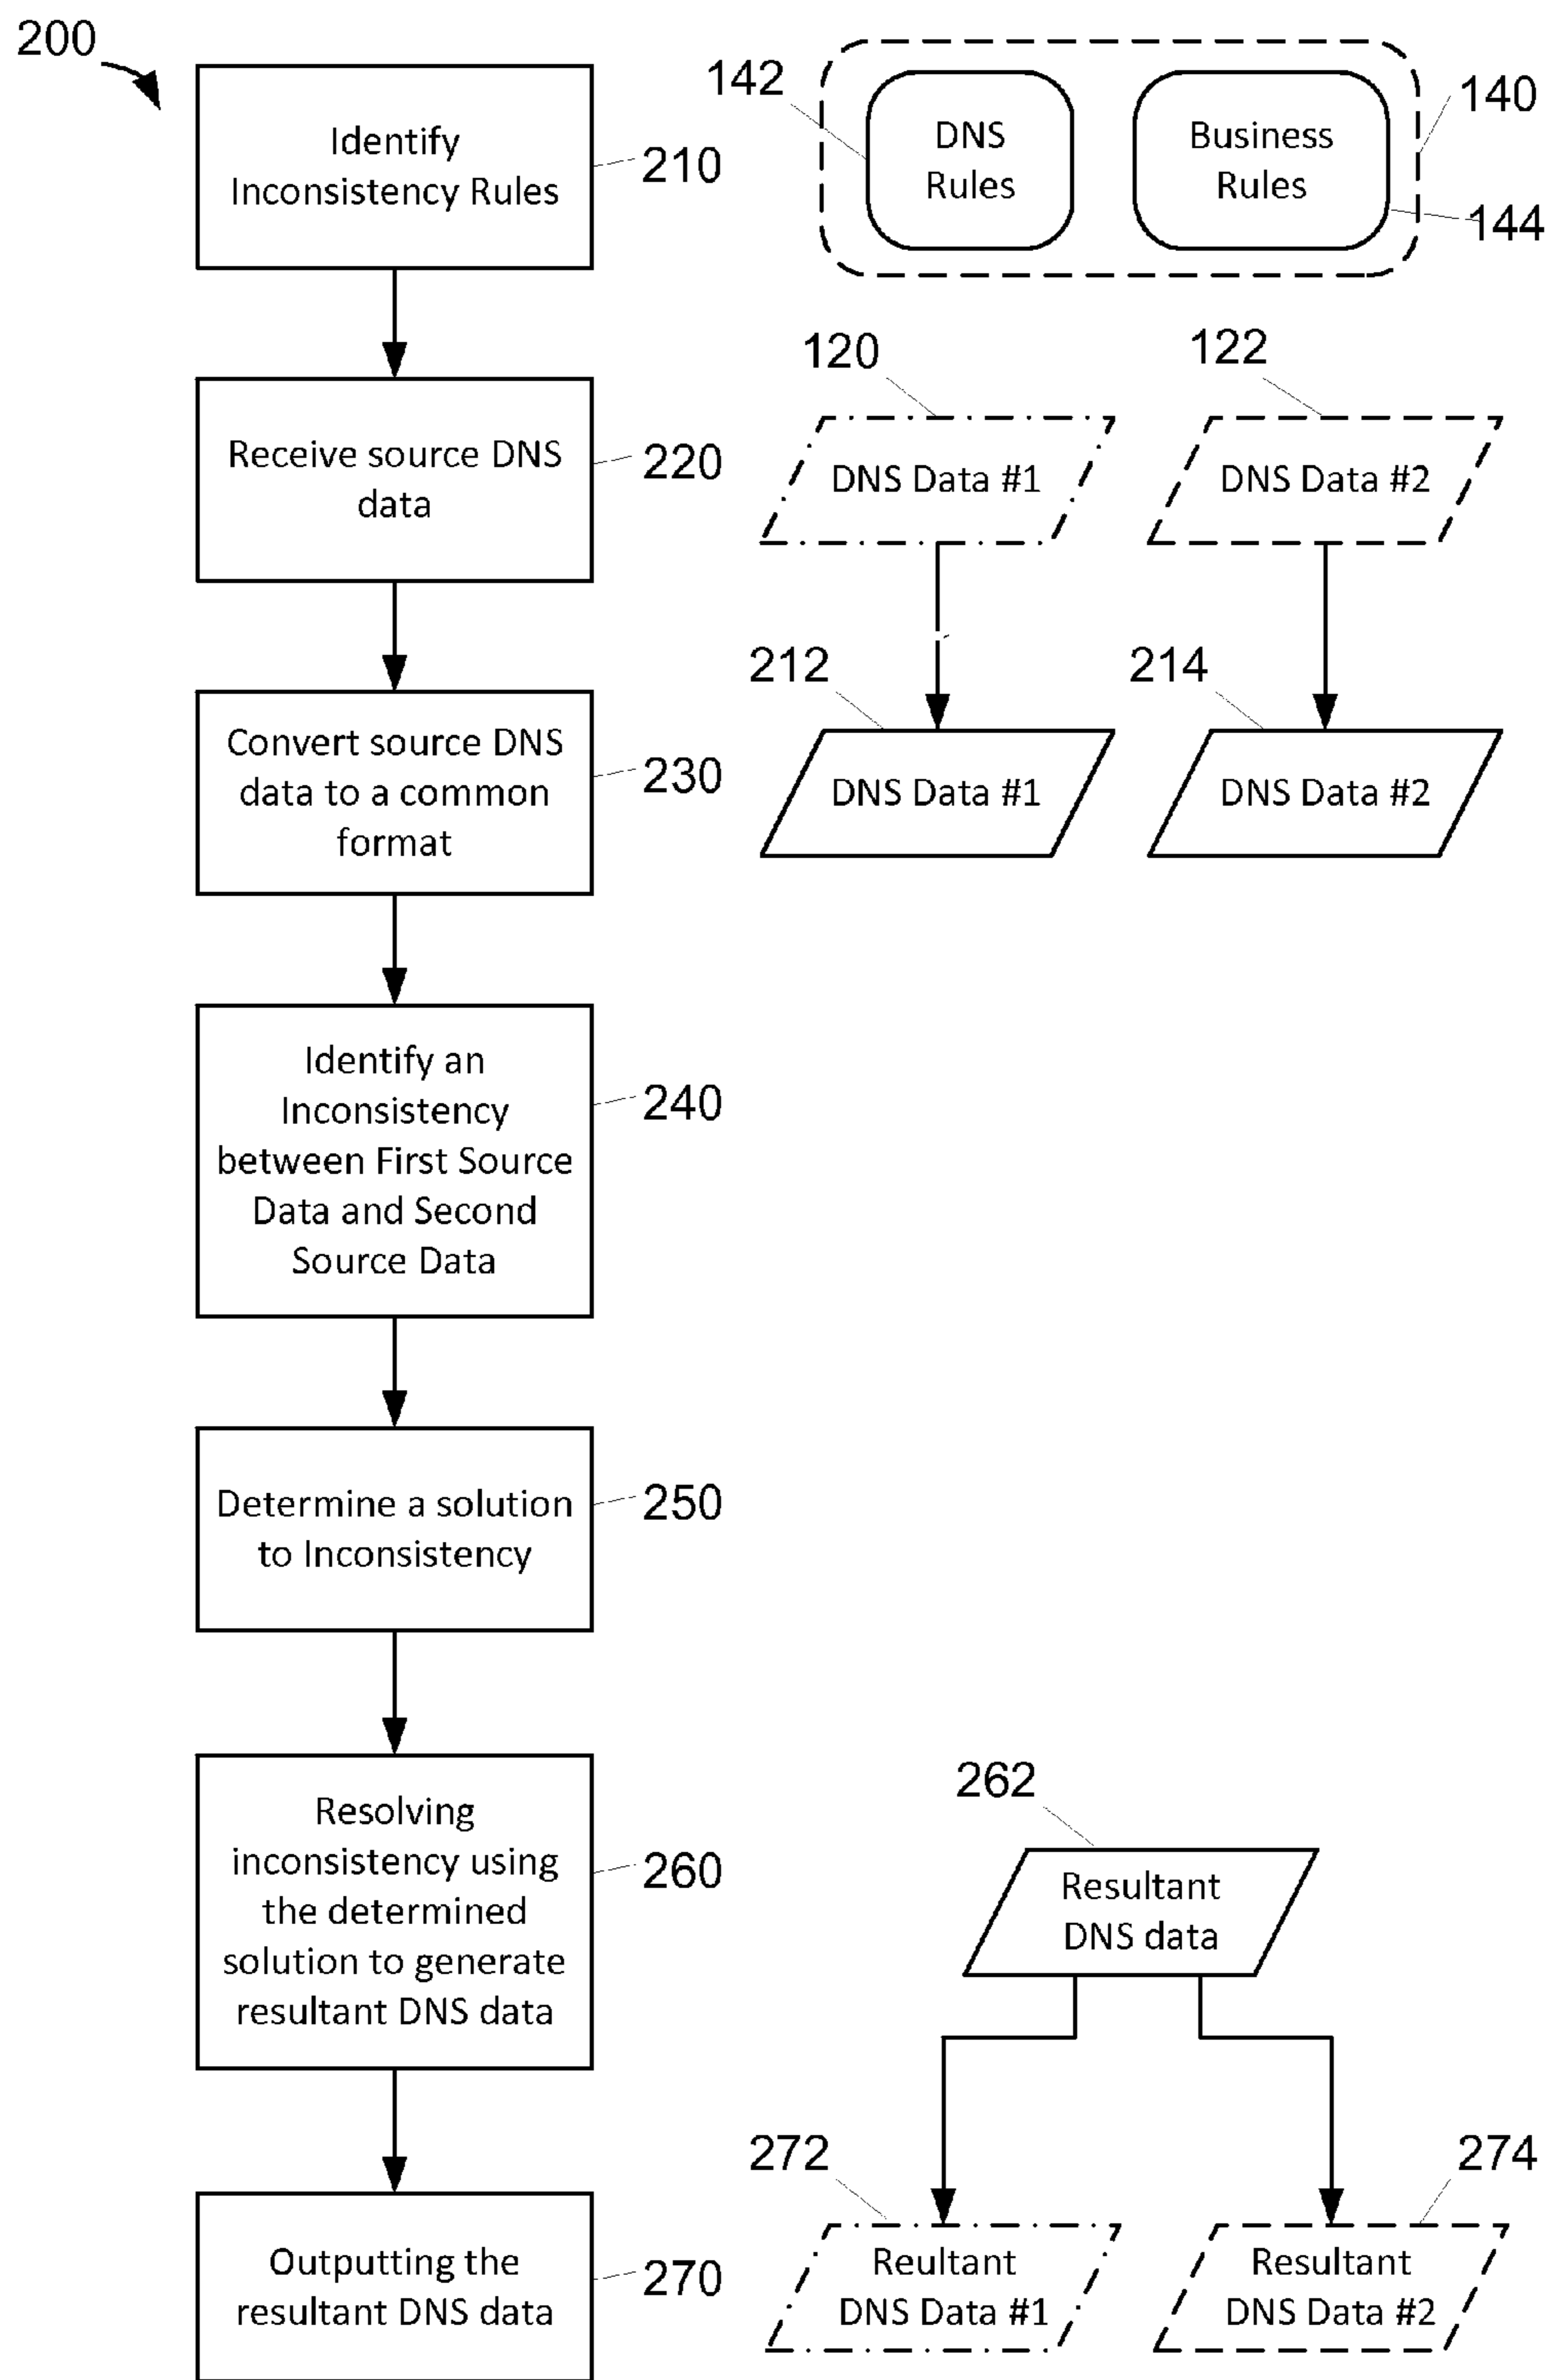 200
Identify
Inconsistency Rules
210
142
DNS
Rules
Business
Rules
140
144
120
122
Receive source DNS
data
220
DNS Data #1
DNS Data #2
212
214
Convert source DNS
data to a common
format
230
DNS Data #1
DNS Data #2
Identify an
Inconsistency
between First Source
Data and Second
Source Data
240
Determine a solution
to Inconsistency
250
Resolving
inconsistency using
the determined
solution to generate
resultant DNS data
260
262
Resultant
DNS data
272
274
Outputting the
resultant DNS data
270
Reultant
DNS Data #1
Resultant
DNS Data #2